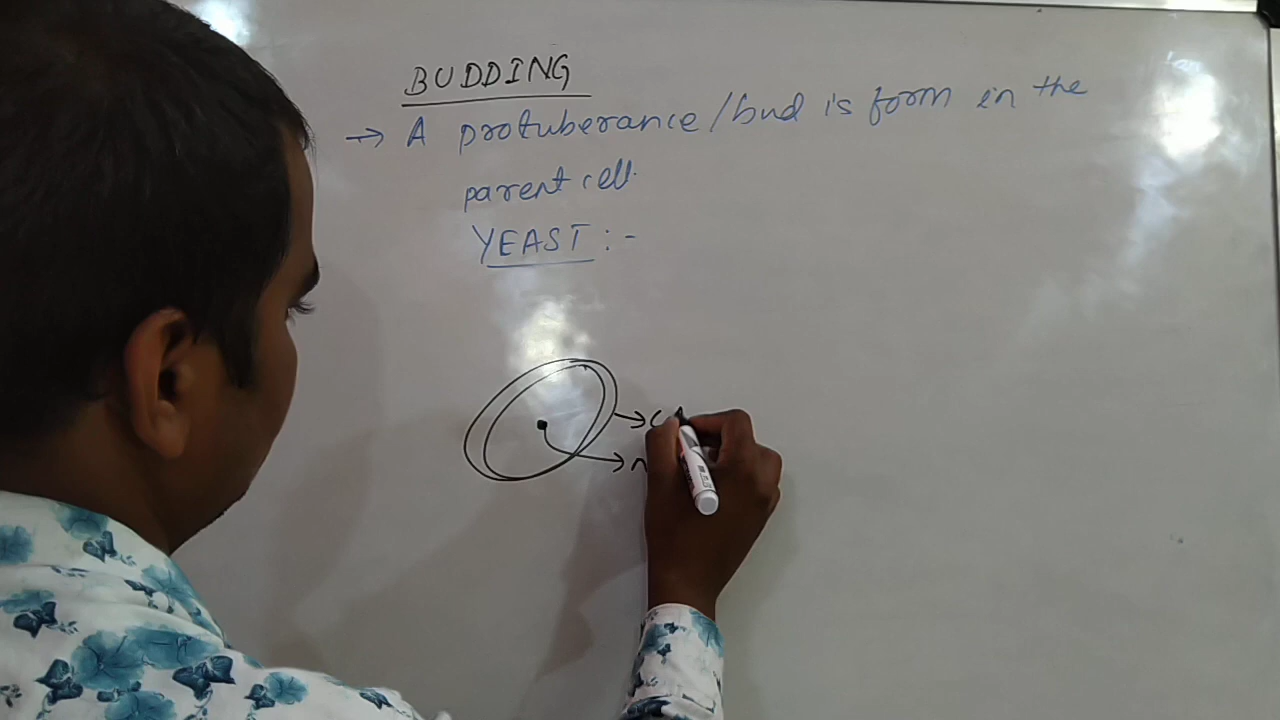 BUDDING
→ A protuberance/bud is form in the
parent cell.
YEAST:-